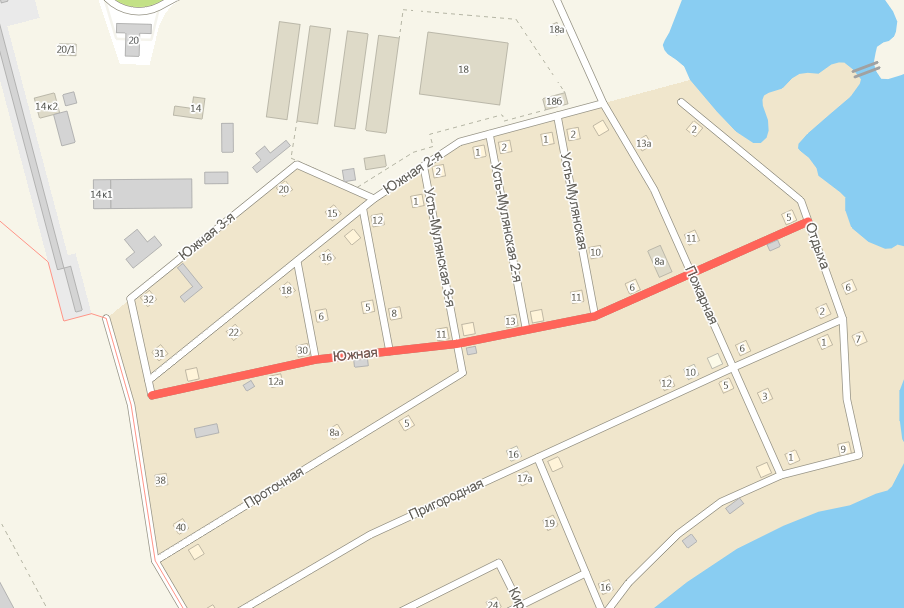 18а
20
20/1
18
14к2
14
18б
2
1
2
13а
1
2
Южная 2-я
1
2
14к1
20
1
15
12
5
Южная 3-я
Усть-Мулянская 3-я
Усть-Мулянская 2-я
Усть-Мулянская
Отдыха
11
10
16
8а
Пожарная
18
6
6
32
11
5
8
6
2
13
22
11
7
1
31
30
Южная
6
12а
12
10
5
3
5
8а
9
16
1
38
17а
Проточная
Пригородная
19
40
16
24
Кир